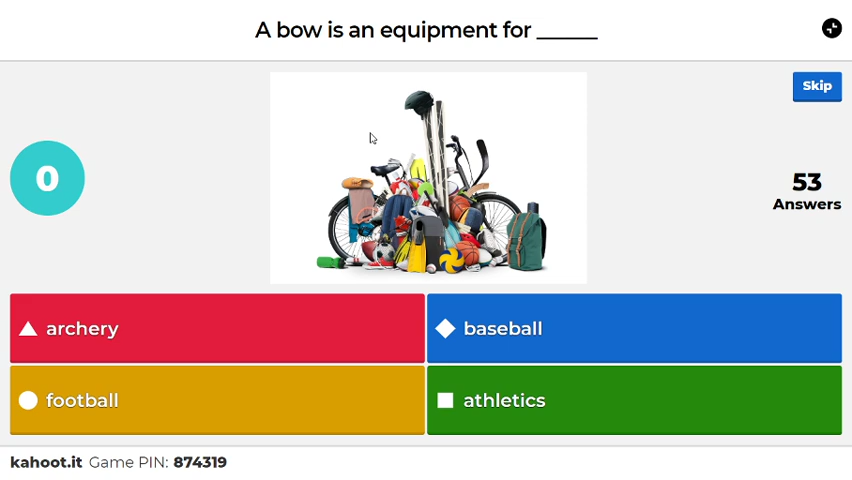 A bow is an equipment for ______
Skip
0
53
Answers
archery
baseball
football
athletics
kahoot.it Game PIN: 874319